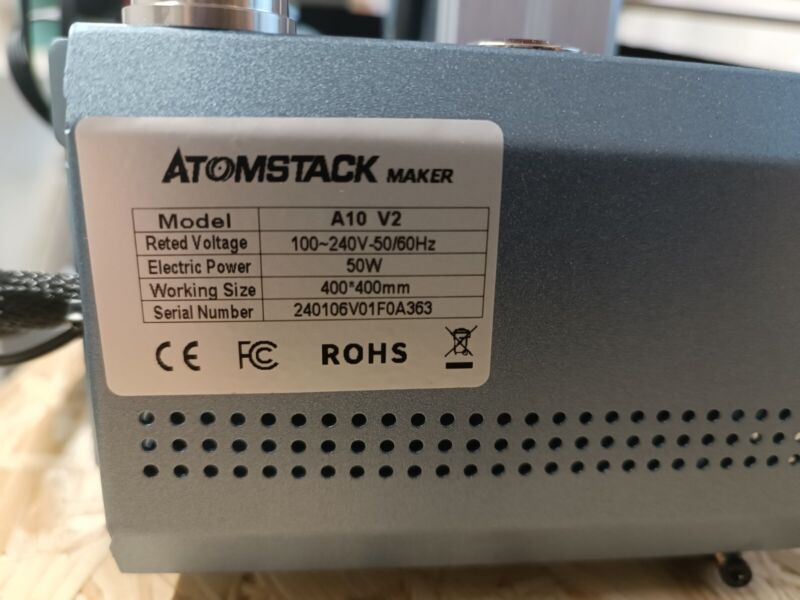 ATOMSTACK MAKER
Model A10 V2
Reted Voltage 100~240V-50/60Hz
Electric Power 50W
Working Size 400*400mm
Serial Number 240106V01F0A363
CE FCC ROHS